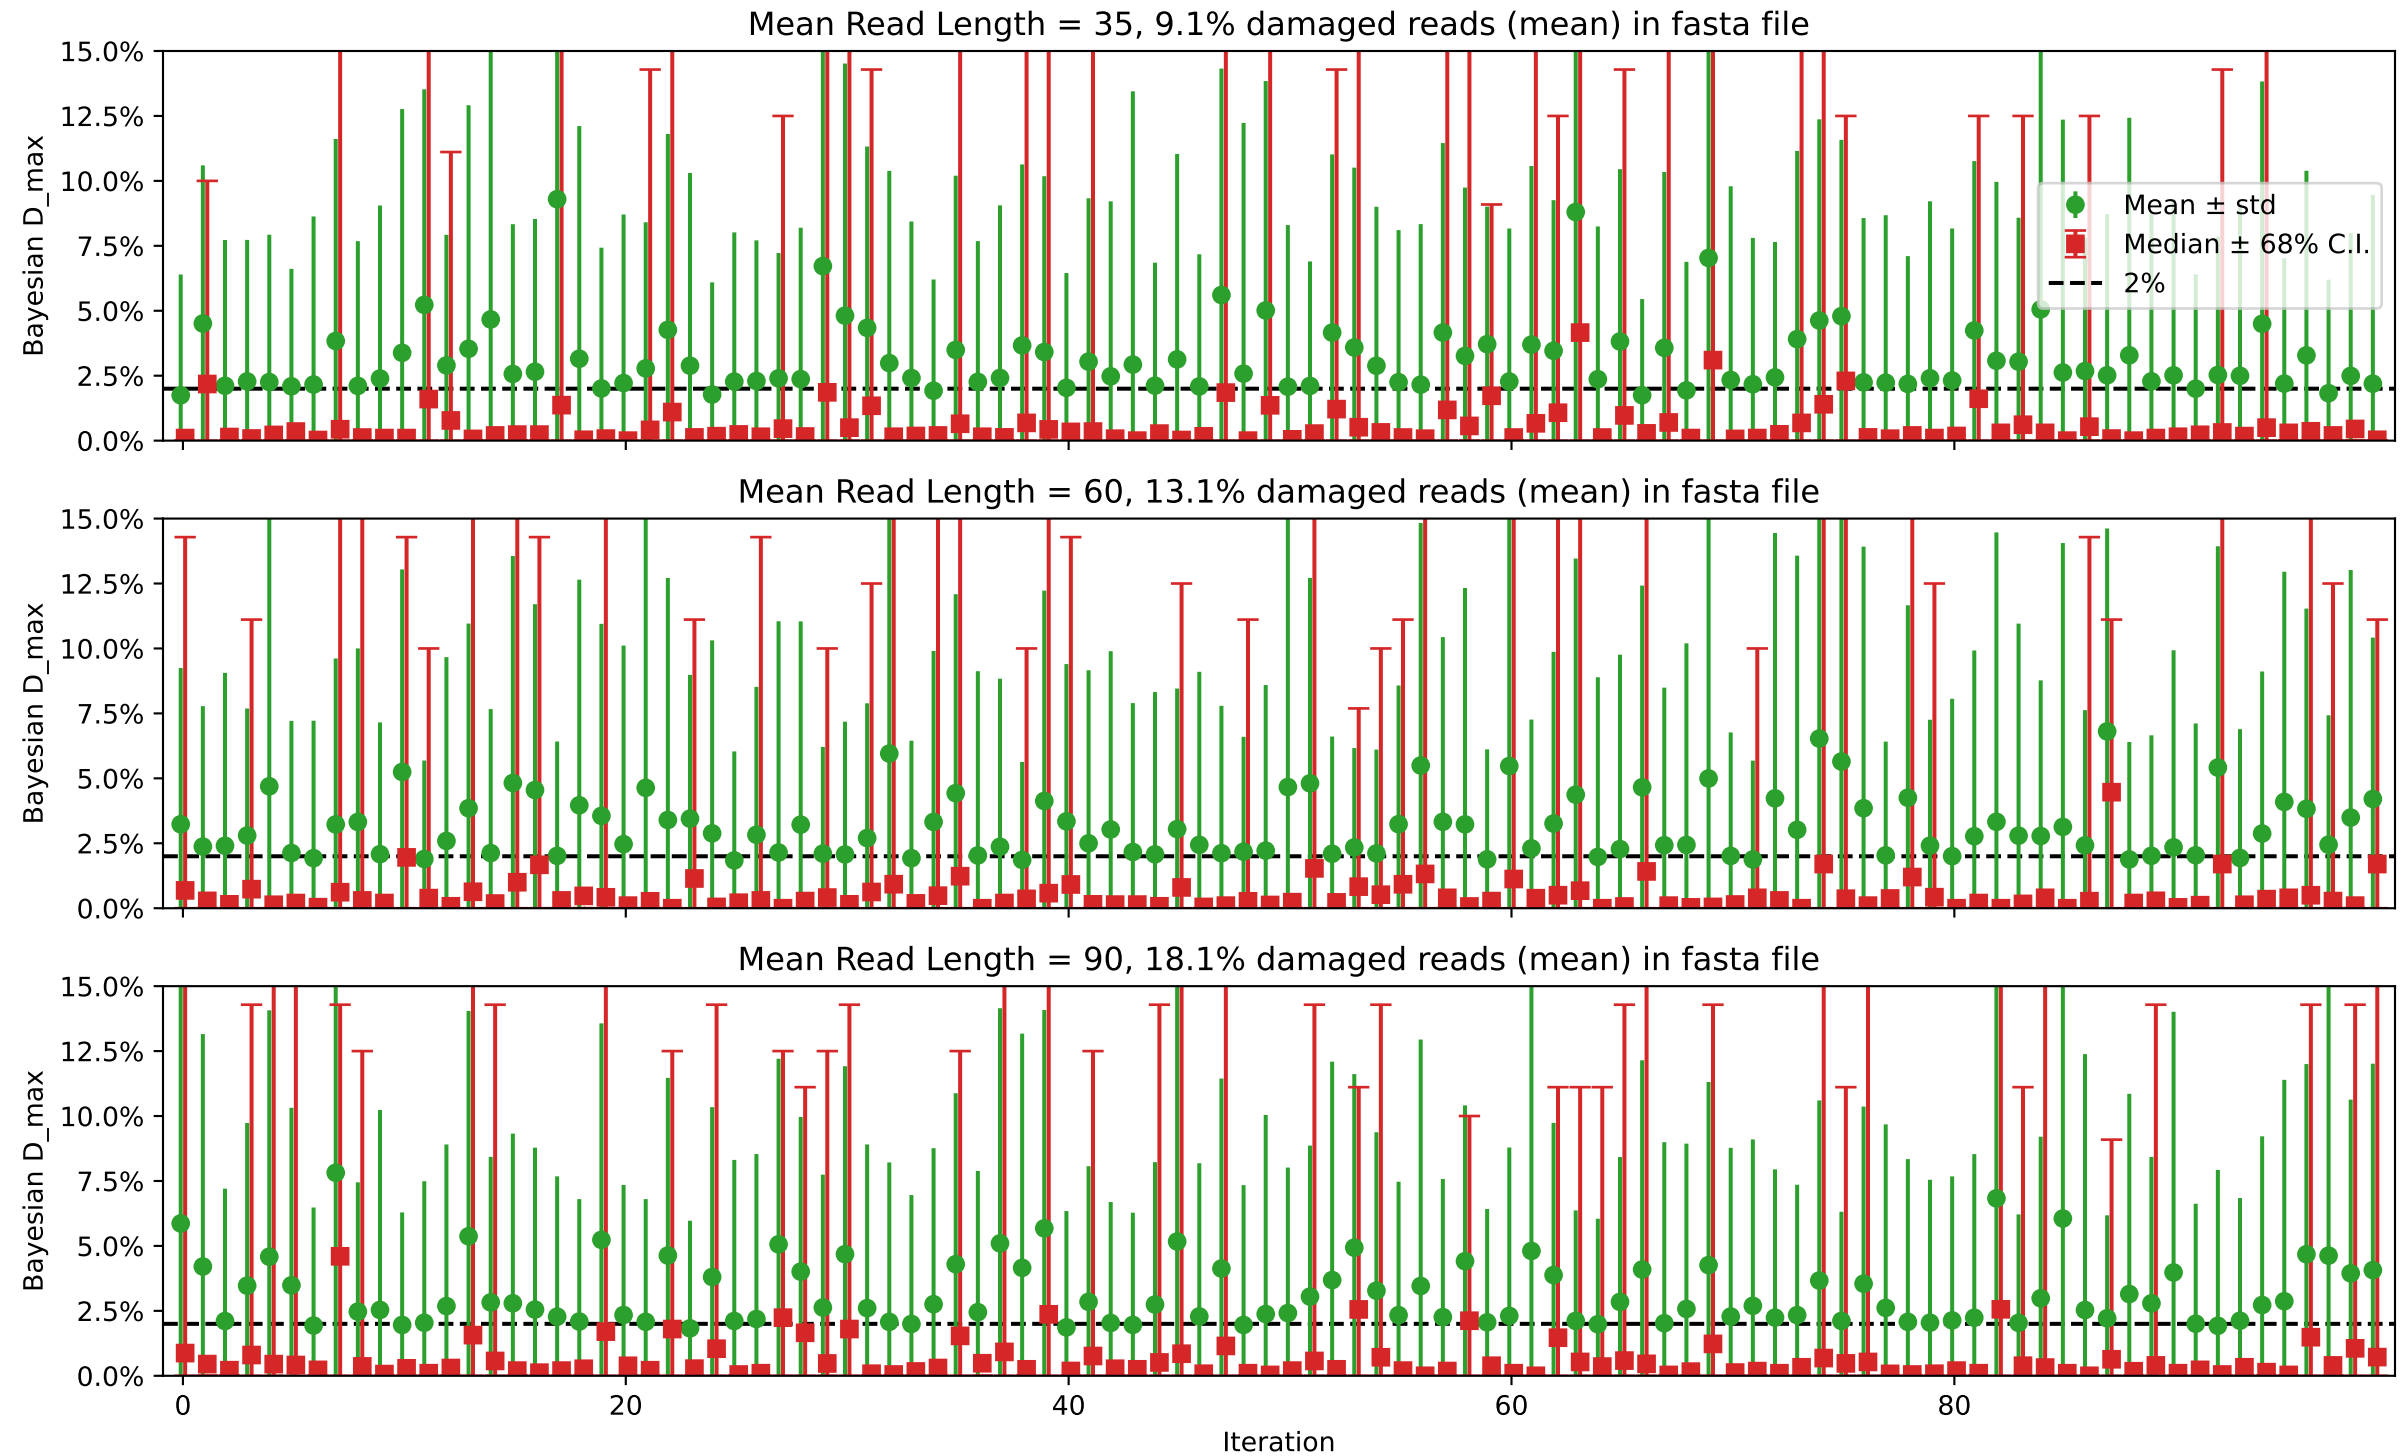 Mean Read Length = 35, 9.1% damaged reads (mean) in fasta file
15.0%
12.5%
10.0%
7.5%
5.0%
2.5%
0.0%
Bayesian D_max
Mean ± std
Median ± 68% C.I.
2%
Mean Read Length = 60, 13.1% damaged reads (mean) in fasta file
15.0%
12.5%
10.0%
7.5%
5.0%
2.5%
0.0%
Bayesian D_max
Mean Read Length = 90, 18.1% damaged reads (mean) in fasta file
15.0%
12.5%
10.0%
7.5%
5.0%
2.5%
0.0%
Bayesian D_max
0 20 40 60 80
Iteration